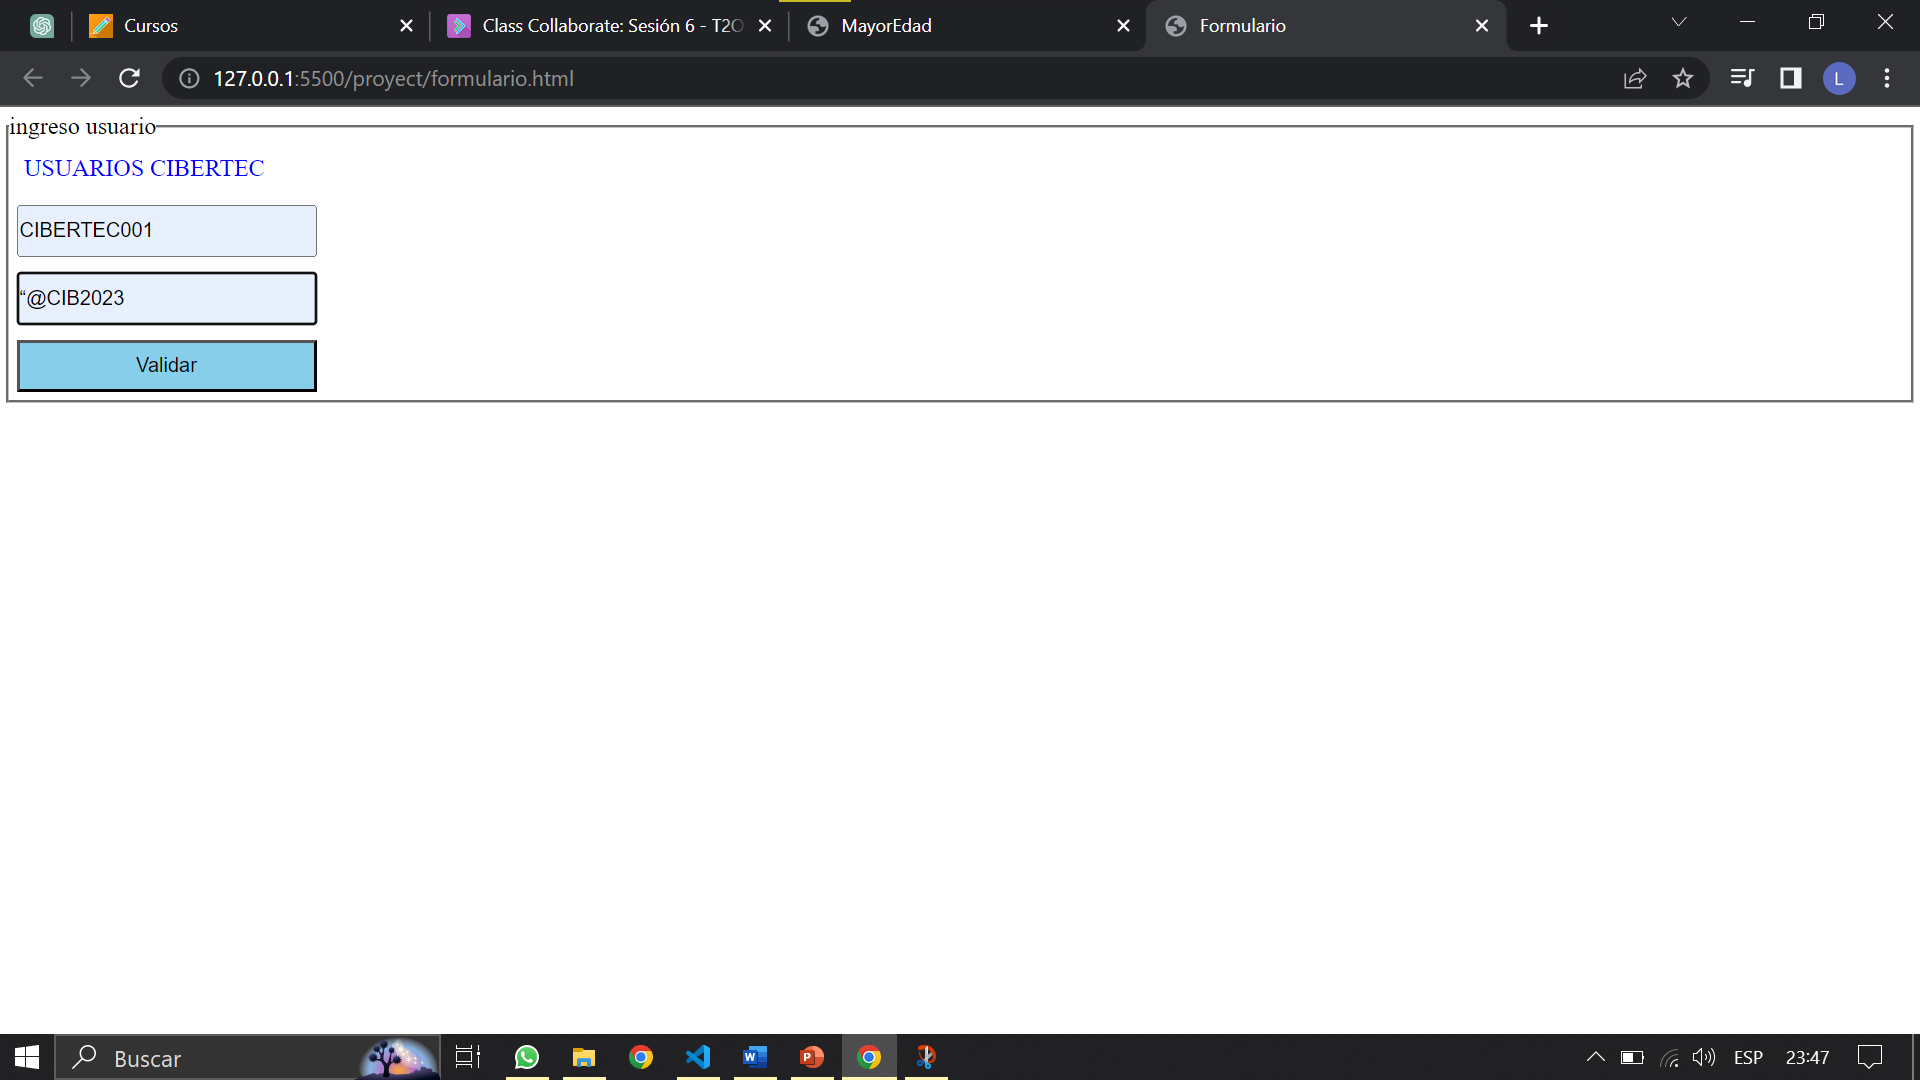 Cursos
Class Collaborate: Sesión 6 - T2O
MayorEdad
Formulario
127.0.0.1:5500/proyect/formulario.html
L
ingreso usuario
USUARIOS CIBERTEC
CIBERTEC001
“@CIB2023
Validar
Buscar
ESP
23:47